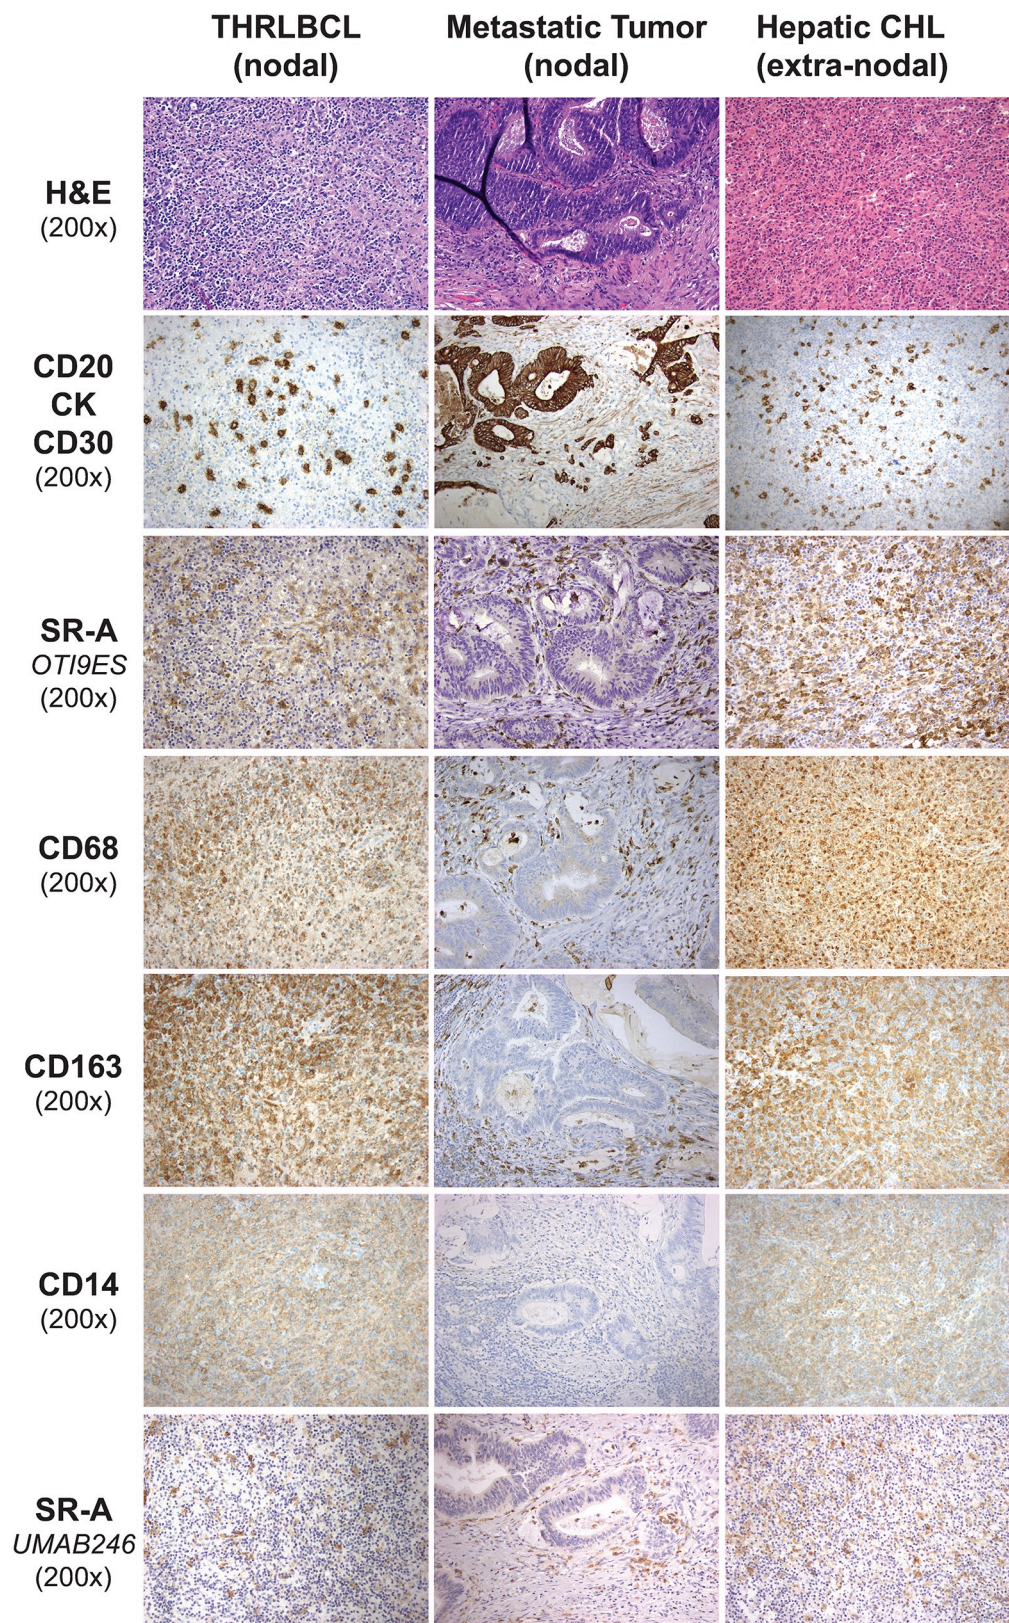 THRLBCL
(nodal)
Metastatic Tumor
(nodal)
Hepatic CHL
(extra-nodal)
H&E
(200x)
CD20
CK
CD30
(200x)
SR-A
OTI9ES
(200x)
CD68
(200x)
CD163
(200x)
CD14
(200x)
SR-A
UMAB246
(200x)